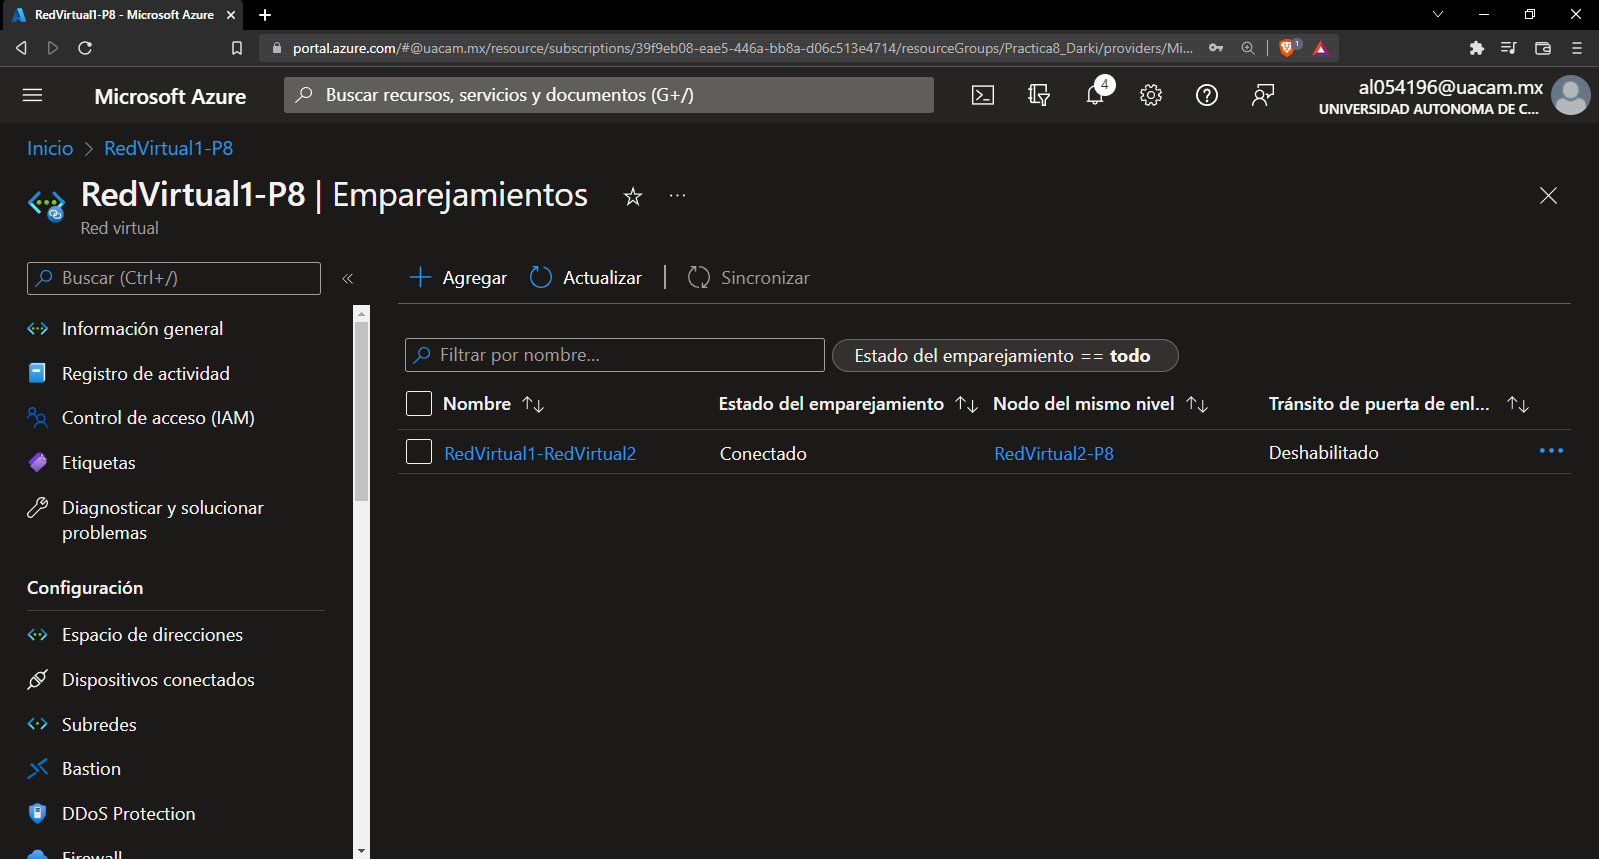 RedVirtual1-P8 - Microsoft Azure
portal.azure.com/#@uacam.mx/resource/subscriptions/39f9eb08-eae5-446a-bb8a-d06c513e4714/resourceGroups/Practica8_Darki/providers/Mi...
1
Microsoft Azure
Buscar recursos, servicios y documentos (G+/)
4
al054196@uacam.mx
UNIVERSIDAD AUTONOMA DE C...
Inicio > RedVirtual1-P8
RedVirtual1-P8 | Emparejamientos
Red virtual
Buscar (Ctrl+/)
Información general
Registro de actividad
Control de acceso (IAM)
Etiquetas
Diagnosticar y solucionar
problemas
Configuración
Espacio de direcciones
Dispositivos conectados
Subredes
Bastion
DDoS Protection
Firewall
Agregar Actualizar | Sincronizar
Filtrar por nombre... Estado del emparejamiento == todo
Nombre Estado del emparejamiento Nodo del mismo nivel Tránsito de puerta de enl...
RedVirtual1-RedVirtual2 Conectado RedVirtual2-P8 Deshabilitado